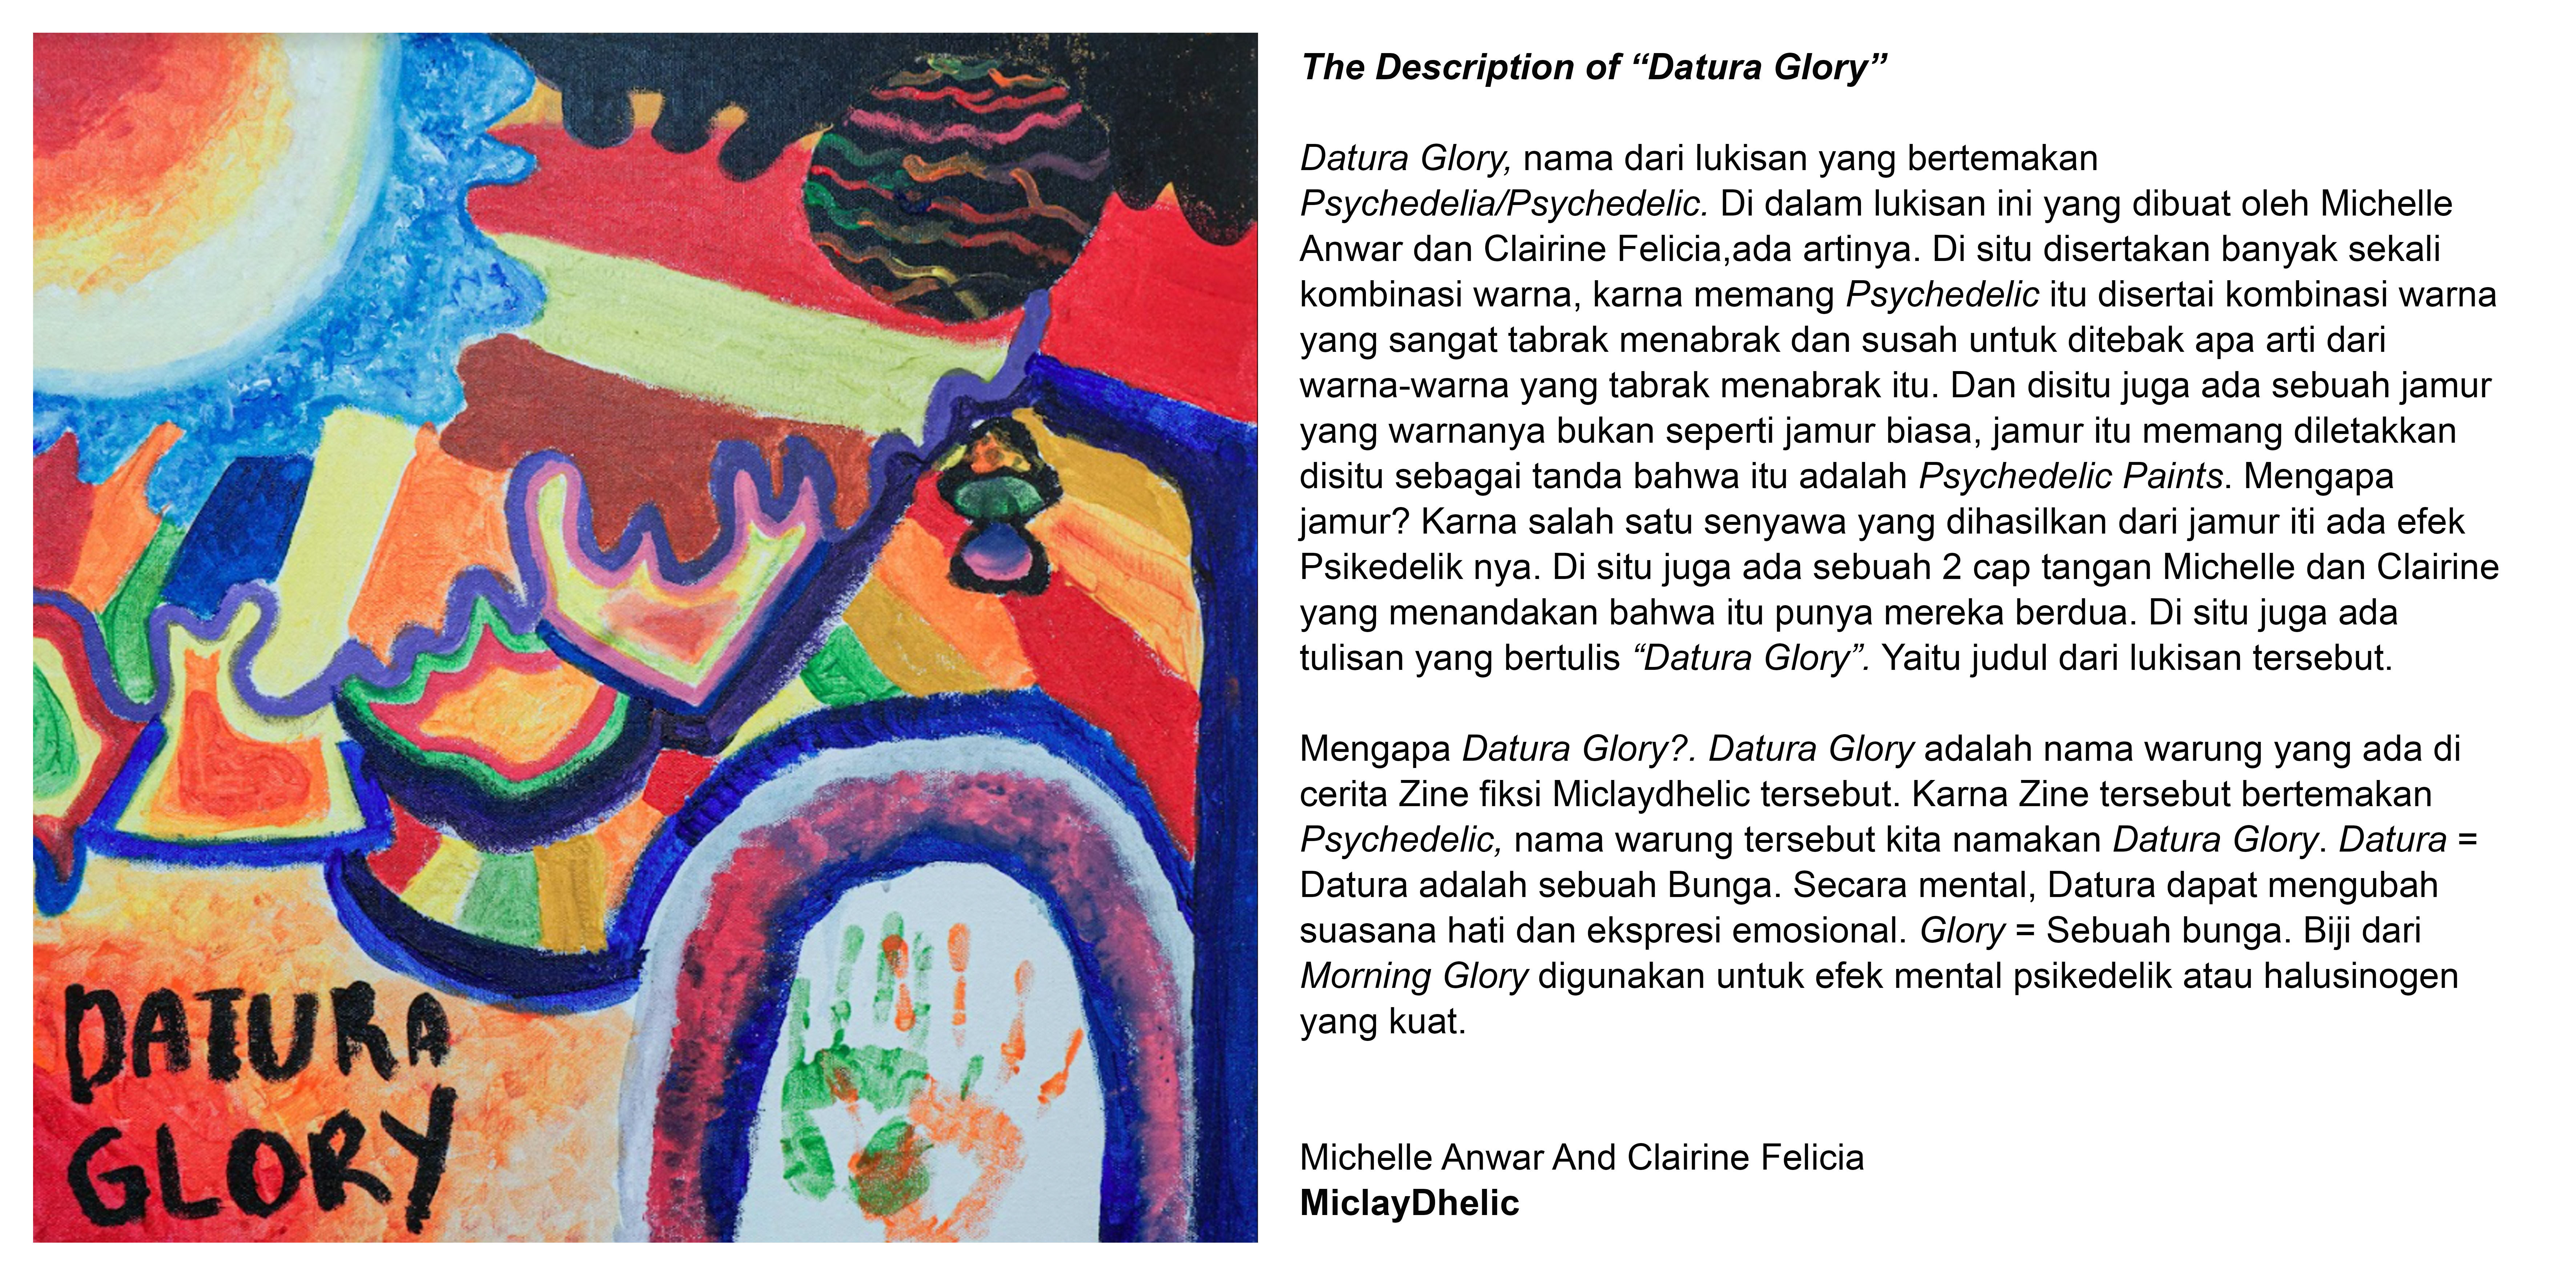 DATURA
GLORY
The Description of “Datura Glory”
Datura Glory, nama dari lukisan yang bertemakan
Psychedelia/Psychedelic. Di dalam lukisan ini yang dibuat oleh Michelle
Anwar dan Clairine Felicia,ada artinya. Di situ disertakan banyak sekali
kombinasi warna, karna memang Psychedelic itu disertai kombinasi warna
yang sangat tabrak menabrak dan susah untuk ditebak apa arti dari
warna-warna yang tabrak menabrak itu. Dan disitu juga ada sebuah jamur
yang warnanya bukan seperti jamur biasa, jamur itu memang diletakkan
disitu sebagai tanda bahwa itu adalah Psychedelic Paints. Mengapa
jamur? Karna salah satu senyawa yang dihasilkan dari jamur iti ada efek
Psikedelik nya. Di situ juga ada sebuah 2 cap tangan Michelle dan Clairine
yang menandakan bahwa itu punya mereka berdua. Di situ juga ada
tulisan yang bertulis “Datura Glory”. Yaitu judul dari lukisan tersebut.
Mengapa Datura Glory?. Datura Glory adalah nama warung yang ada di
cerita Zine fiksi Miclaydhelic tersebut. Karna Zine tersebut bertemakan
Psychedelic, nama warung tersebut kita namakan Datura Glory. Datura =
Datura adalah sebuah Bunga. Secara mental, Datura dapat mengubah
suasana hati dan ekspresi emosional. Glory = Sebuah bunga. Biji dari
Morning Glory digunakan untuk efek mental psikedelik atau halusinogen
yang kuat.
Michelle Anwar And Clairine Felicia
MiclayDhelic